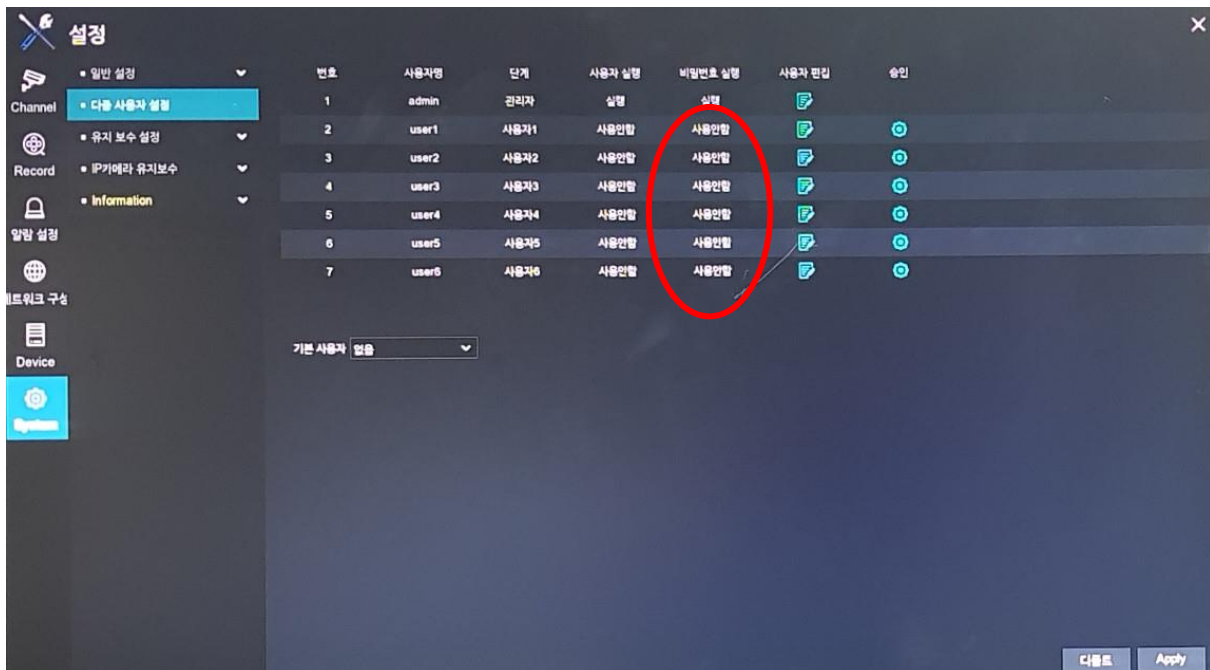 설정
Channel
Record
알람 설정
네트워크 구성
Device
System
일반 설정
다중 사용자 설정
유지 보수 설정
IP카메라 유지보수
Information
번호 사용자명 단계 사용자 실행 비밀번호 실행 사용자 편집 승인
1 admin 관리자 실행 실행
2 user1 사용자1 사용안함 사용안함
3 user2 사용자2 사용안함 사용안함
4 user3 사용자3 사용안함 사용안함
5 user4 사용자4 사용안함 사용안함
6 user5 사용자5 사용안함 사용안함
7 user6 사용자6 사용안함 사용안함
기본 사용자 없음
디폴트 Apply